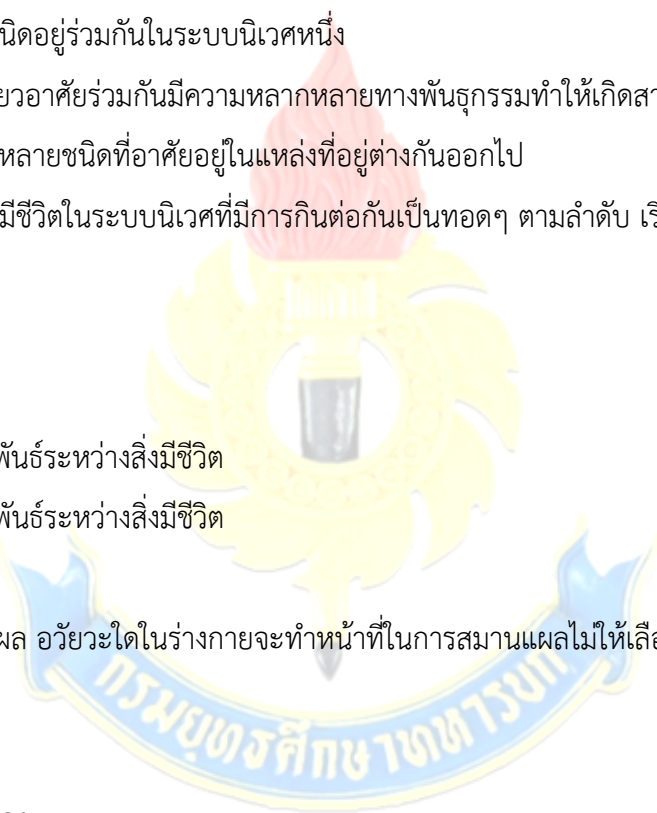 นิดอยู่ร่วมกันในระบบนิเวศหนึ่ง
ยวอาศัยร่วมกันมีความหลากหลายทางพันธุกรรมทำให้เกิดสา
หลายชนิดที่อาศัยอยู่ในแหล่งที่อยู่ต่างกันออกไป
มีชีวิตในระบบนิเวศที่มีการกินต่อกันเป็นทอดๆ ตามลำดับ เริ
พันธ์ระหว่างสิ่งมีชีวิต
พันธ์ระหว่างสิ่งมีชีวิต
ผล อวัยวะใดในร่างกายจะทำหน้าที่ในการสมานแผลไม่ให้เลือ
กรมยุทธศึกษาทหารบก